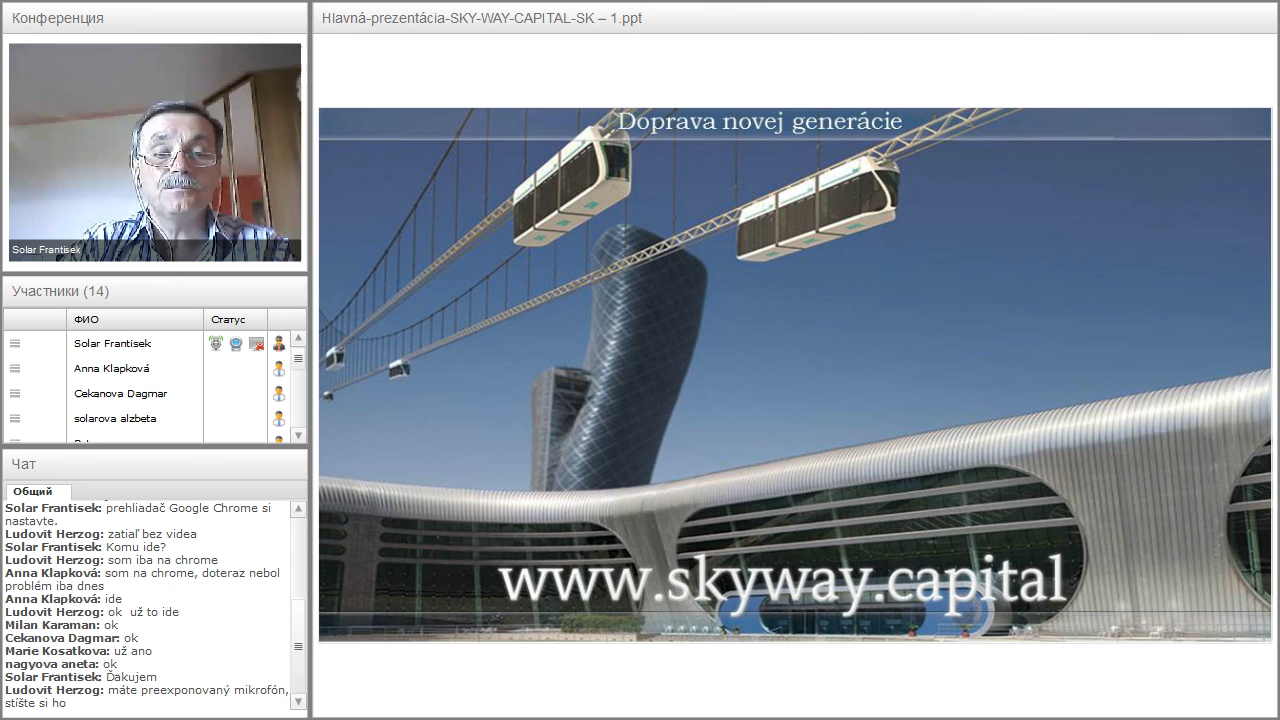 Конференция
Solar Frantisek
Участники (14)
ФИО
Статус
Solar Frantisek
Anna Klapková
Cekanova Dagmar
solarova alzbeta
Чат
Общий
Solar Frantisek: prehliadač Google Chrome si
nastavte.
Ludovit Herzog: zatiaľ bez videa
Solar Frantisek: Komu ide?
Ludovit Herzog: som iba na chrome
Anna Klapková: som na chrome, doteraz nebol
problém iba dnes
Anna Klapková: ide
Ludovit Herzog: ok  už to ide
Milan Karaman: ok
Cekanova Dagmar: ok
Marie Kosatkova: už ano
nagyova aneta: ok
Solar Frantisek: Ďakujem
Ludovit Herzog: máte preexponovaný mikrofón,
stíšte si ho
Hlavná-prezentácia-SKY-WAY-CAPITAL-SK – 1.ppt
Doprava novej generácie
www.skyway.capital